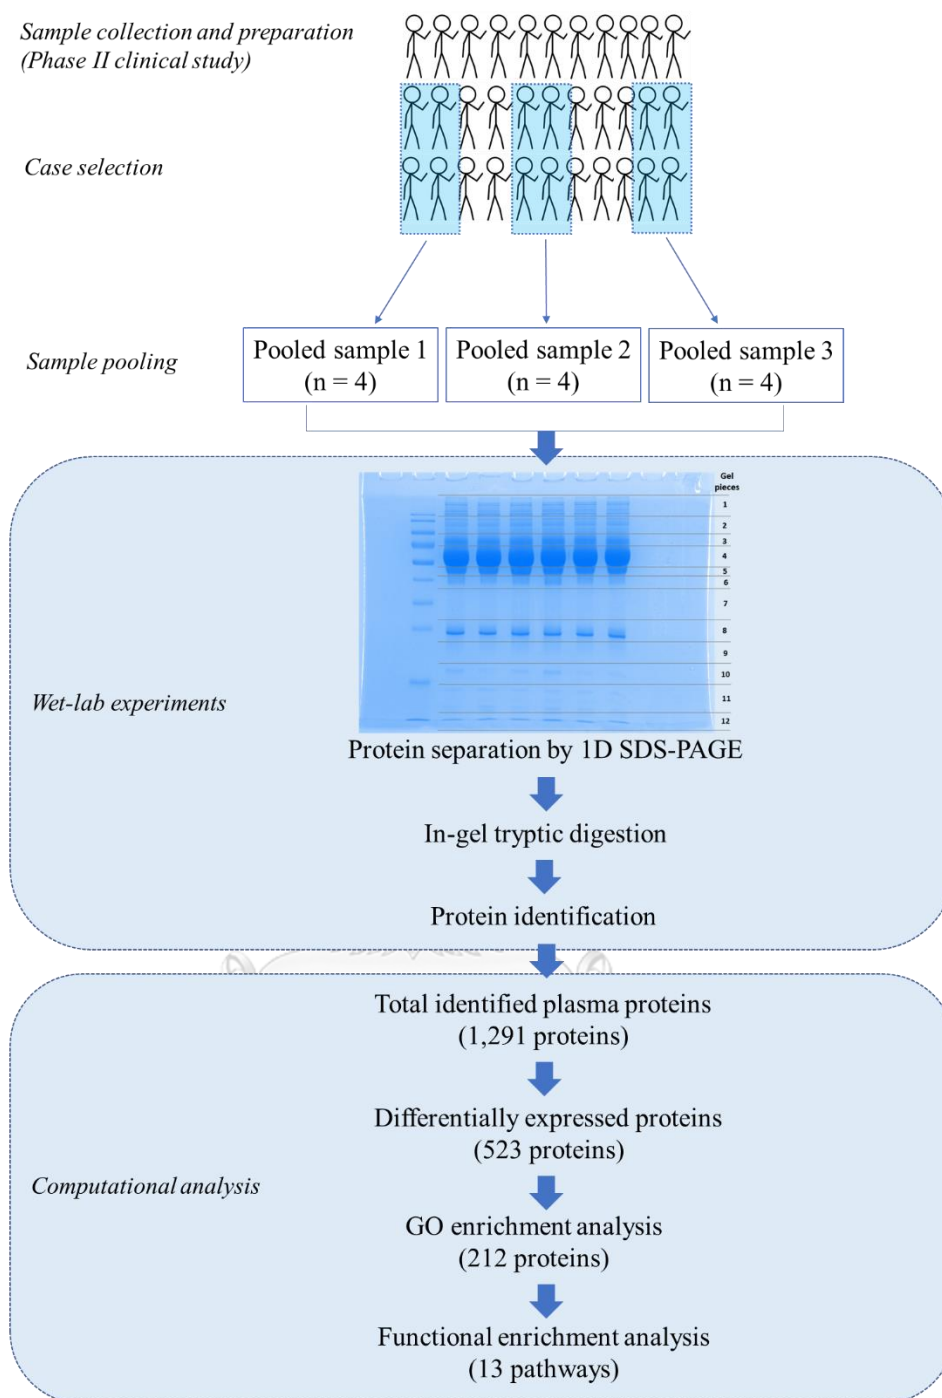 Sample collection and preparation
(Phase II clinical study)
Case selection
Sample pooling
Pooled sample 1
(n = 4)
Pooled sample 2
(n = 4)
Pooled sample 3
(n = 4)
Gel
pieces
1
2
3
4
5
6
7
8
9
10
11
12
Wet-lab experiments
Protein separation by 1D SDS-PAGE
In-gel tryptic digestion
Protein identification
Total identified plasma proteins
(1,291 proteins)
Differentially expressed proteins
(523 proteins)
Computational analysis
GO enrichment analysis
(212 proteins)
Functional enrichment analysis
(13 pathways)